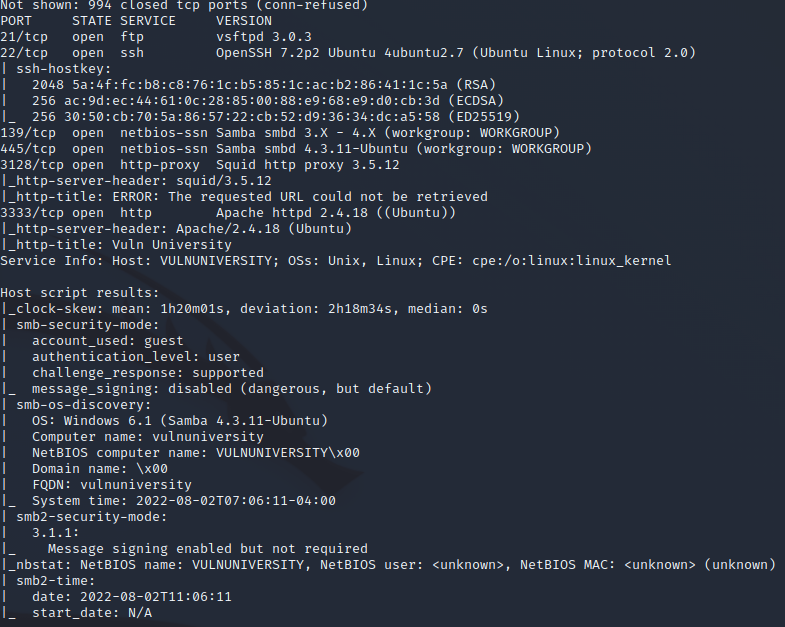 Not shown: 994 closed tcp ports (conn-refused)
PORT     STATE SERVICE     VERSION
21/tcp   open  ftp         vsftpd 3.0.3
22/tcp   open  ssh         OpenSSH 7.2p2 Ubuntu 4ubuntu2.7 (Ubuntu Linux; protocol 2.0)
| ssh-hostkey:
|   2048 5a:4f:fc:b8:c8:76:1c:b5:85:1c:ac:b2:86:41:1c:5a (RSA)
|   256 ac:9d:ec:44:61:0c:28:85:00:88:e9:68:e9:d0:cb:3d (ECDSA)
|_  256 30:50:cb:70:5a:86:57:22:cb:52:d9:36:34:dc:a5:58 (ED25519)
139/tcp  open  netbios-ssn Samba smbd 3.X - 4.X (workgroup: WORKGROUP)
445/tcp  open  netbios-ssn Samba smbd 4.3.11-Ubuntu (workgroup: WORKGROUP)
3128/tcp open  http-proxy  Squid http proxy 3.5.12
|_http-server-header: squid/3.5.12
|_http-title: ERROR: The requested URL could not be retrieved
3333/tcp open  http        Apache httpd 2.4.18 ((Ubuntu))
|_http-server-header: Apache/2.4.18 (Ubuntu)
|_http-title: Vuln University
Service Info: Host: VULNUNIVERSITY; OSs: Unix, Linux; CPE: cpe:/o:linux:linux_kernel

Host script results:
|_clock-skew: mean: 1h20m01s, deviation: 2h18m34s, median: 0s
| smb-security-mode:
|   account_used: guest
|   authentication_level: user
|   challenge_response: supported
|_  message_signing: disabled (dangerous, but default)
| smb-os-discovery:
|   OS: Windows 6.1 (Samba 4.3.11-Ubuntu)
|   Computer name: vulnuniversity
|   NetBIOS computer name: VULNUNIVERSITY\x00
|   Domain name: \x00
|   FQDN: vulnuniversity
|_  System time: 2022-08-02T07:06:11-04:00
| smb2-security-mode:
|   3.1.1:
|_    Message signing enabled but not required
|_nbstat: NetBIOS name: VULNUNIVERSITY, NetBIOS user: <unknown>, NetBIOS MAC: <unknown> (unknown)
| smb2-time:
|   date: 2022-08-02T11:06:11
|_  start_date: N/A